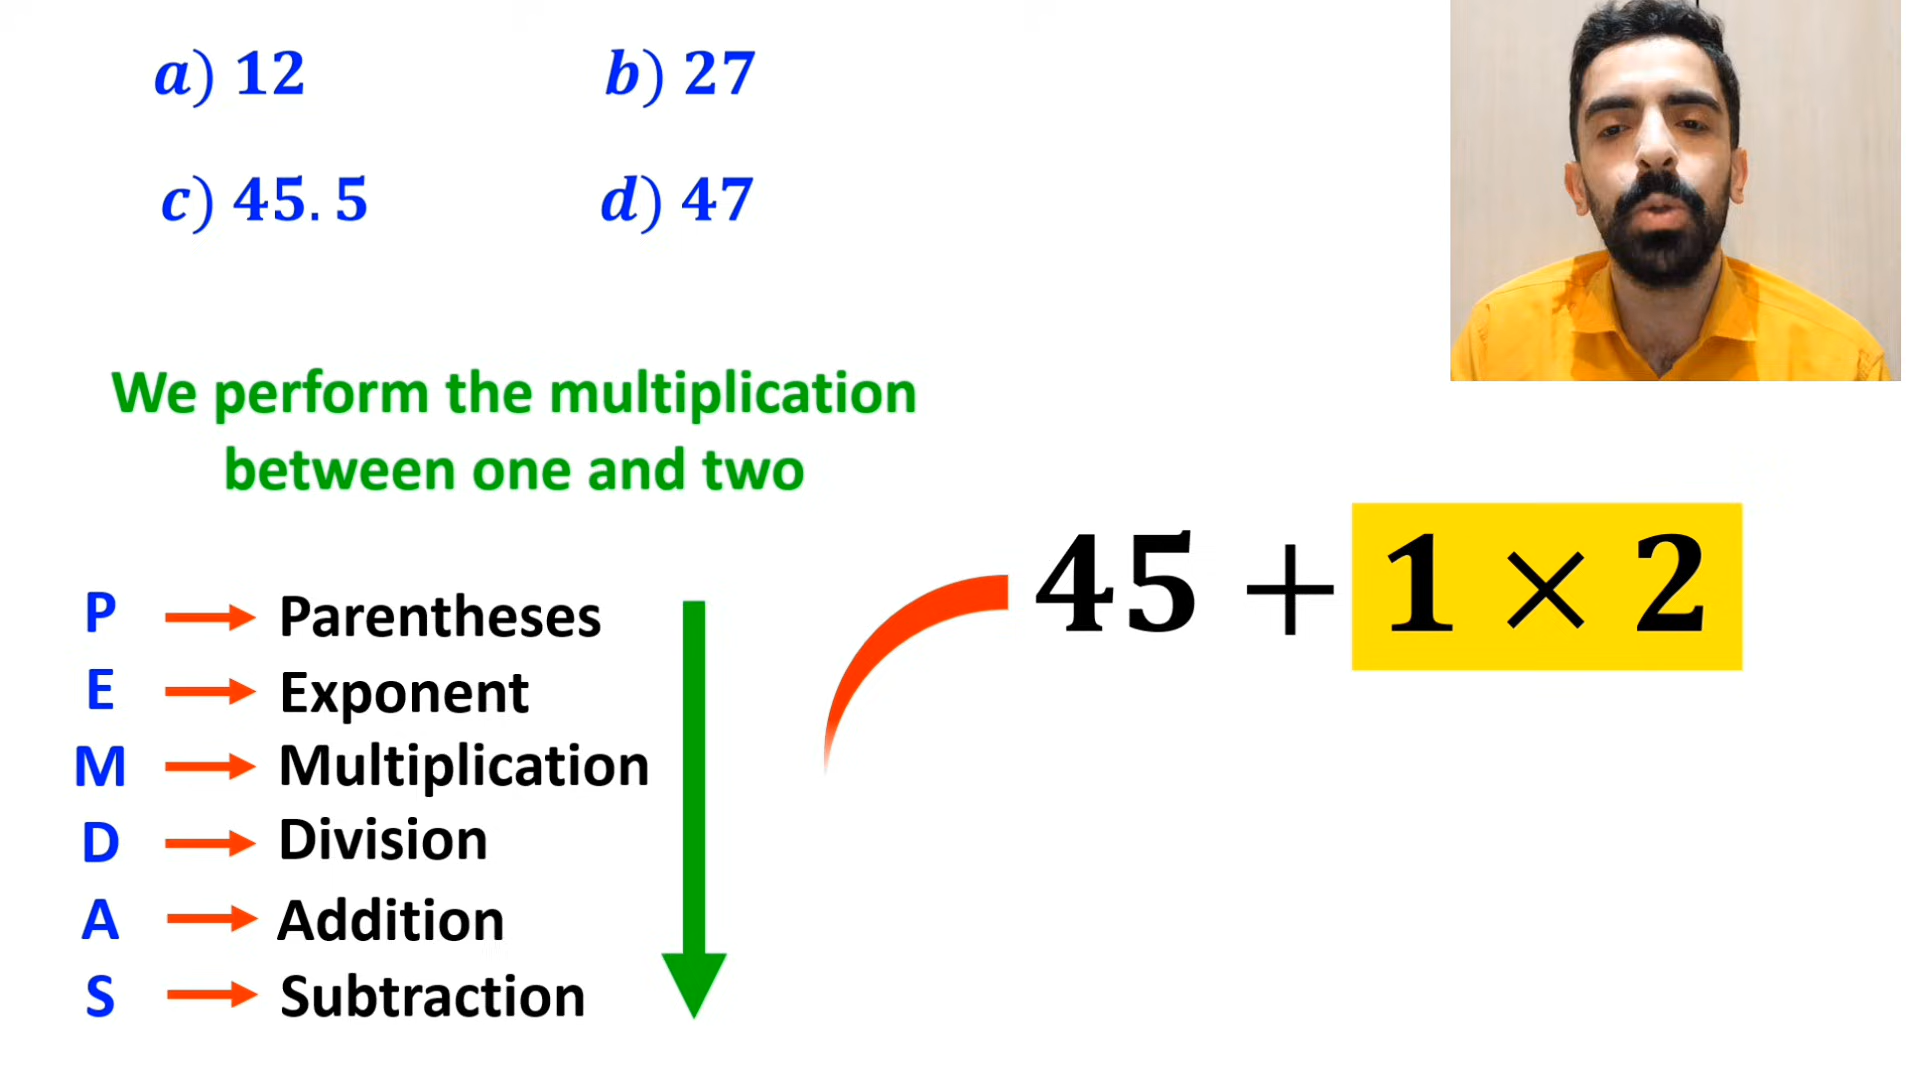 a) 12
b) 27
c) 45.5
d) 47
We perform the multiplication
between one and two
45 + 1 × 2
P → Parentheses
E → Exponent
M → Multiplication
D → Division
A → Addition
S → Subtraction